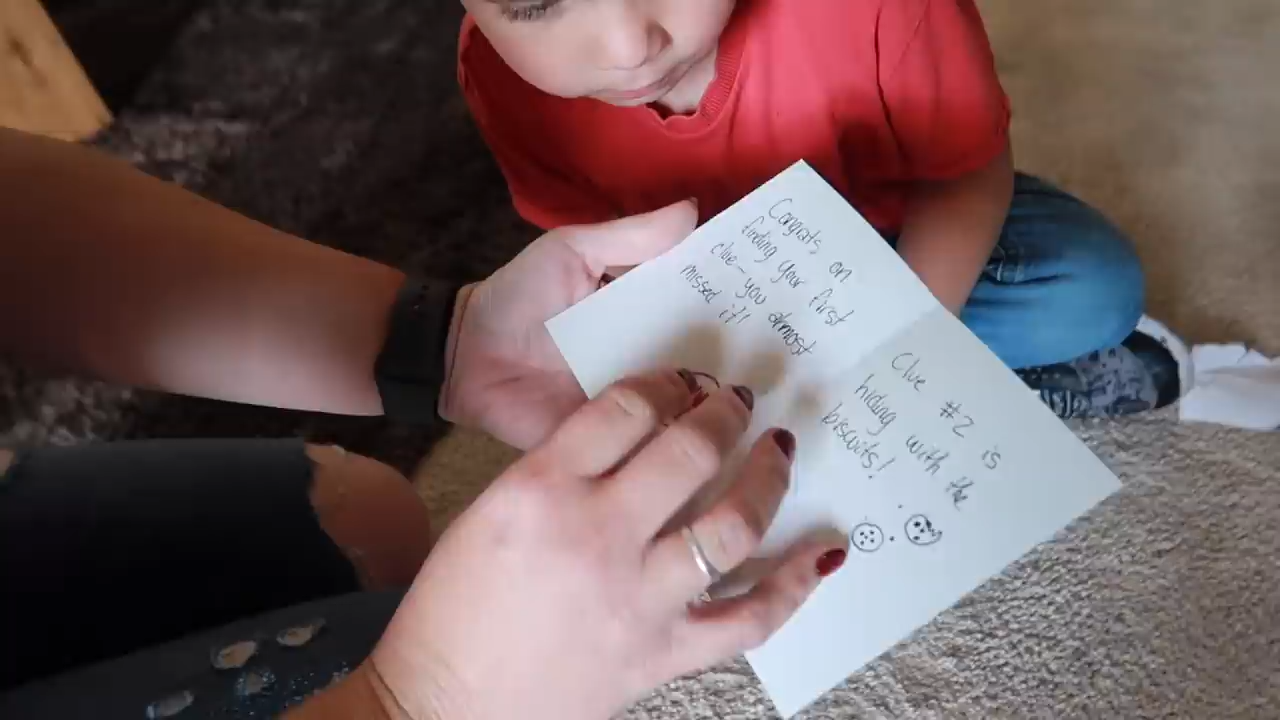 Congrats on
finding your first
clue—you almost
missed it!
Clue #2 is
hiding with the
biscuits!